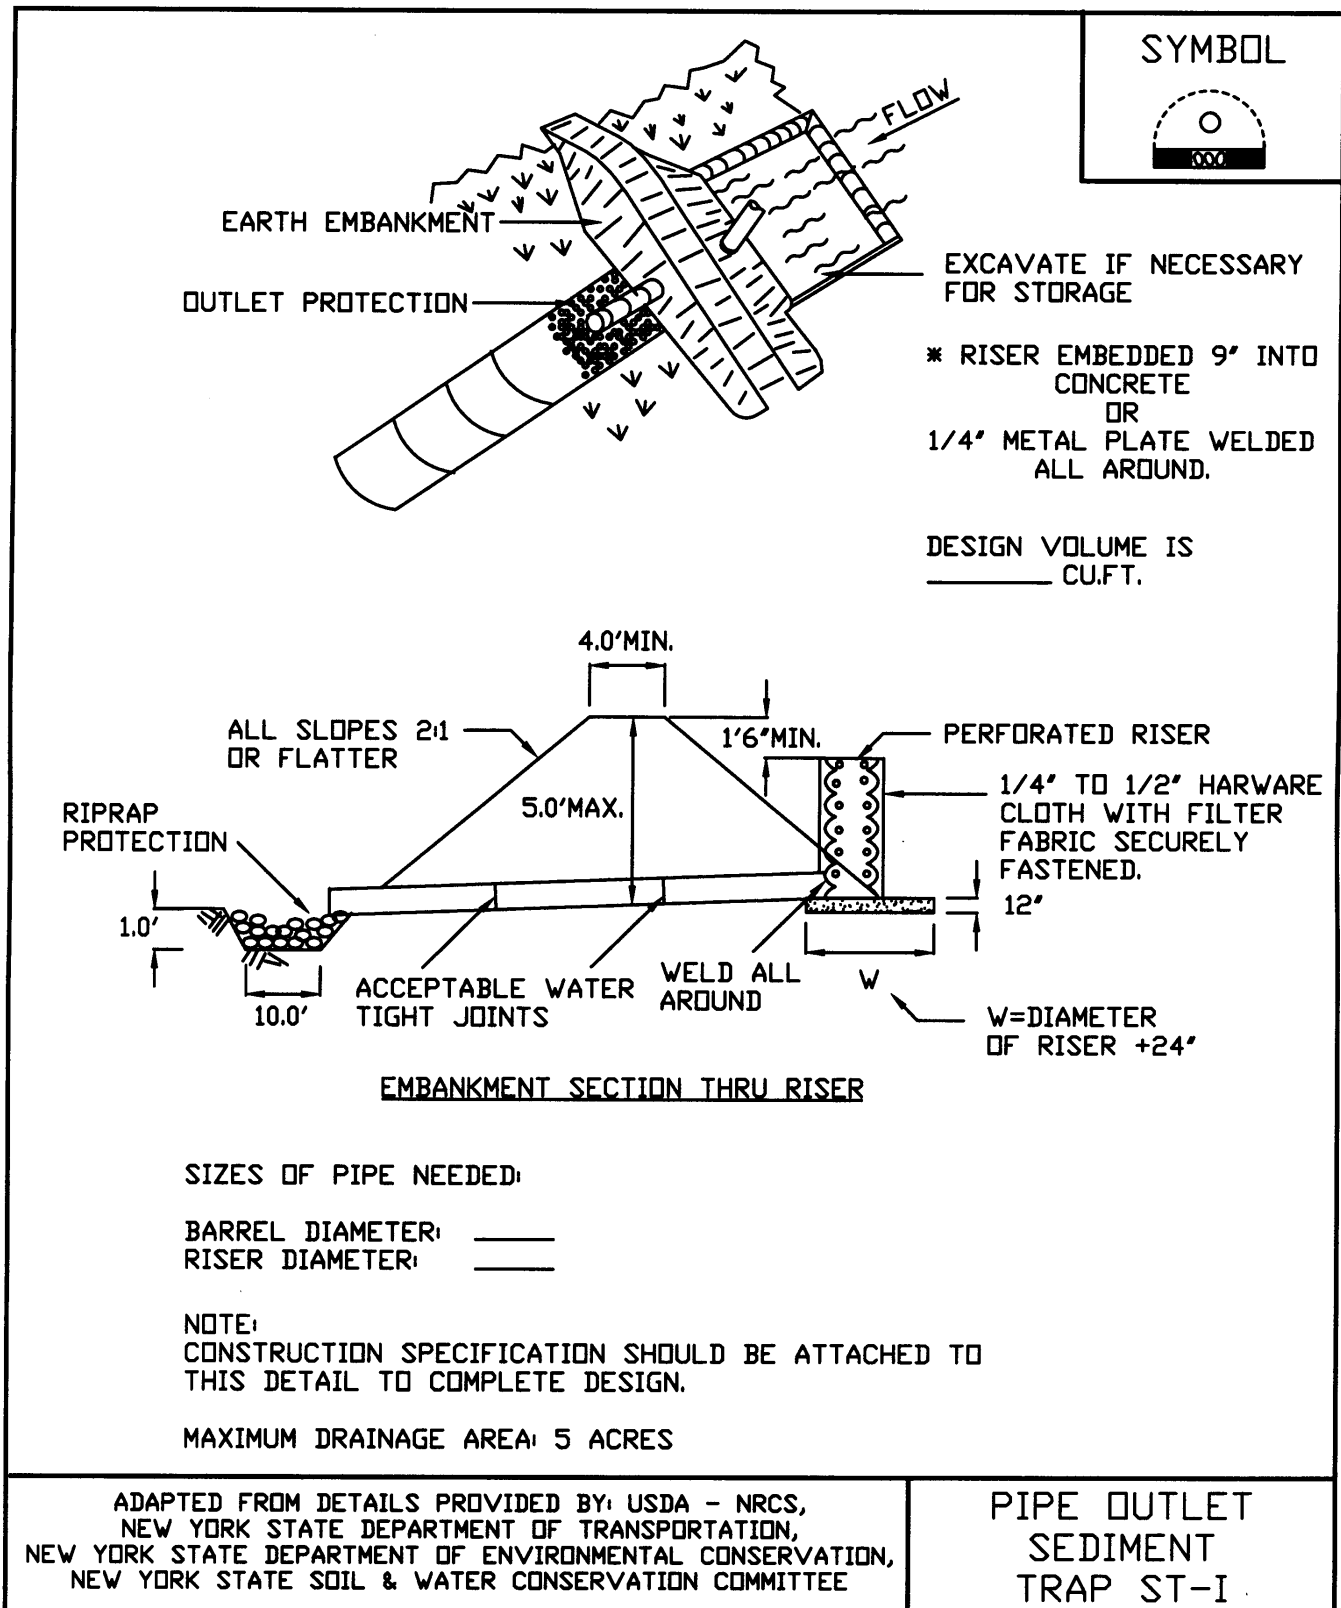 SYMBOL
FLOW
EARTH EMBANKMENT
OUTLET PROTECTION
EXCAVATE IF NECESSARY
FOR STORAGE
* RISER EMBEDDED 9" INTO
CONCRETE
OR
1/4" METAL PLATE WELDED
ALL AROUND.
DESIGN VOLUME IS
_______ CU.FT.
4.0'MIN.
ALL SLOPES 2:1
OR FLATTER
1'6"MIN.
PERFORATED RISER
5.0'MAX.
1/4" TO 1/2" HARWARE
CLOTH WITH FILTER
FABRIC SECURELY
FASTENED.
RIPRAP
PROTECTION
1.0'
12"
10.0'
ACCEPTABLE WATER
TIGHT JOINTS
WELD ALL
AROUND
W
W=DIAMETER
OF RISER +24"
EMBANKMENT SECTION THRU RISER
SIZES OF PIPE NEEDED:
BARREL DIAMETER: _____
RISER DIAMETER: _____
NOTE:
CONSTRUCTION SPECIFICATION SHOULD BE ATTACHED TO
THIS DETAIL TO COMPLETE DESIGN.
MAXIMUM DRAINAGE AREA: 5 ACRES
ADAPTED FROM DETAILS PROVIDED BY: USDA - NRCS,
NEW YORK STATE DEPARTMENT OF TRANSPORTATION,
NEW YORK STATE DEPARTMENT OF ENVIRONMENTAL CONSERVATION,
NEW YORK STATE SOIL & WATER CONSERVATION COMMITTEE
PIPE OUTLET
SEDIMENT
TRAP ST-I